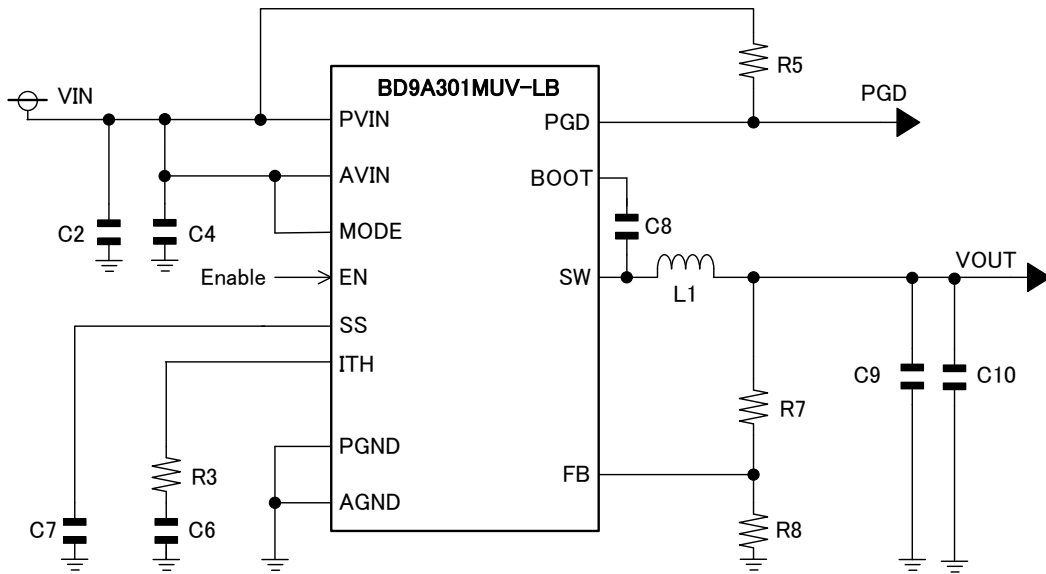 BD9A301MUV-LB
VIN
PVIN
AVIN
MODE
Enable
EN
SS
ITH
PGND
AGND
PGD
BOOT
SW
FB
R5
PGD
C2
C4
C8
L1
VOUT
C9
C10
R7
R8
R3
C7
C6